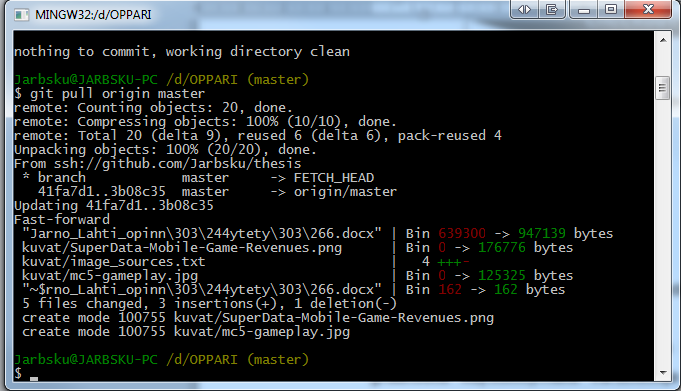 MINGW32:/d/OPPARI
nothing to commit, working directory clean
Jarbsku@JARBSKU-PC /d/OPPARI (master)
$ git pull origin master
remote: Counting objects: 20, done.
remote: Compressing objects: 100% (10/10), done.
remote: Total 20 (delta 9), reused 6 (delta 6), pack-reused 4
Unpacking objects: 100% (20/20), done.
From ssh://github.com/Jarbsku/thesis
 * branch            master     -> FETCH_HEAD
   41fa7d1..3b08c35  master     -> origin/master
Updating 41fa7d1..3b08c35
Fast-forward
 "Jarno_Lahti_opinn\303\244ytety\303\266.docx" | Bin 639300 -> 947139 bytes
 kuvat/SuperData-Mobile-Game-Revenues.png      | Bin 0 -> 176776 bytes
 kuvat/image_sources.txt                       |   4 +++-
 kuvat/mc5-gameplay.jpg                        | Bin 0 -> 125325 bytes
 "~$rno_Lahti_opinn\303\244ytety\303\266.docx" | Bin 162 -> 162 bytes
 5 files changed, 3 insertions(+), 1 deletion(-)
 create mode 100755 kuvat/SuperData-Mobile-Game-Revenues.png
 create mode 100755 kuvat/mc5-gameplay.jpg
Jarbsku@JARBSKU-PC /d/OPPARI (master)
$